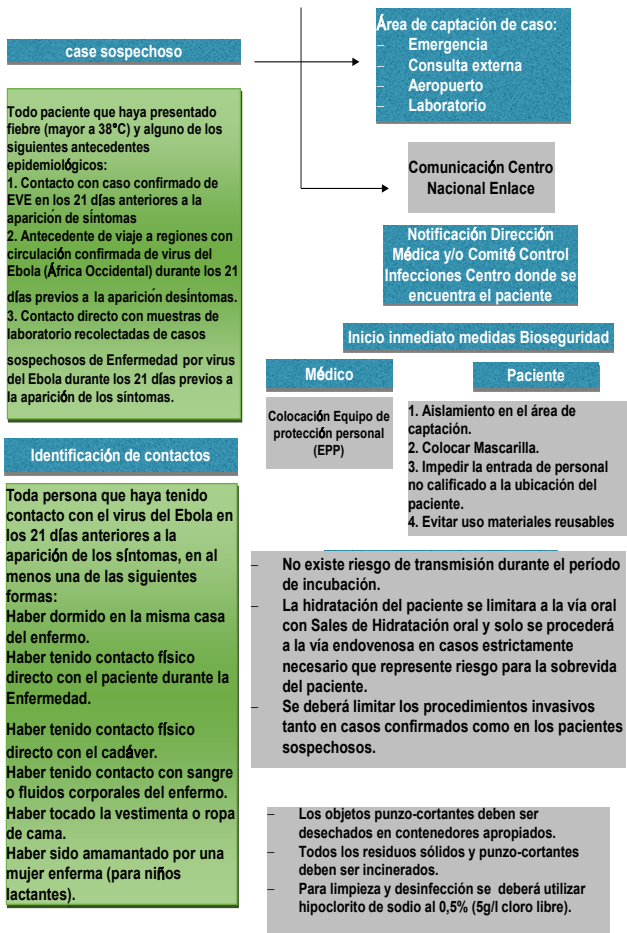 case sospechoso
Todo paciente que haya presentado
fiebre (mayor a 38°C) y alguno de los
siguientes antecedentes
epidemiológicos:
1. Contacto con caso confirmado de
EVE en los 21 días anteriores a la
aparición de síntomas
2. Antecedente de viaje a regiones con
circulación confirmada de virus del
Ebola (África Occidental) durante los 21
días previos a la aparición desíntomas.
3. Contacto directo con muestras de
laboratorio recolectadas de casos
sospechosos de Enfermedad por virus
del Ebola durante los 21 días previos a
la aparición de los síntomas.
Identificación de contactos
Toda persona que haya tenido
contacto con el virus del Ebola en
los 21 días anteriores a la
aparición de los síntomas, en al
menos una de las siguientes
formas:
Haber dormido en la misma casa
del enfermo.
Haber tenido contacto físico
directo con el paciente durante la
Enfermedad.
Haber tenido contacto físico
directo con el cadáver.
Haber tenido contacto con sangre
o fluidos corporales del enfermo.
Haber tocado la vestimenta o ropa
de cama.
Haber sido amamantado por una
mujer enferma (para niños
lactantes).
Área de captación de caso:
– Emergencia
– Consulta externa
– Aeropuerto
– Laboratorio
Comunicación Centro
Nacional Enlace
Notificación Dirección
Médica y/o Comité Control
Infecciones Centro donde se
encuentra el paciente
Inicio inmediato medidas Bioseguridad
Médico
Colocación Equipo de
protección personal
(EPP)
Paciente
1. Aislamiento en el área de
captación.
2. Colocar Mascarilla.
3. Impedir la entrada de personal
no calificado a la ubicación del
paciente.
4. Evitar uso materiales reusables
– No existe riesgo de transmisión durante el período
de incubación.
– La hidratación del paciente se limitara a la vía oral
con Sales de Hidratación oral y solo se procederá
a la vía endovenosa en casos estrictamente
necesario que represente riesgo para la sobrevida
del paciente.
– Se deberá limitar los procedimientos invasivos
tanto en casos confirmados como en los pacientes
sospechosos.
– Los objetos punzo-cortantes deben ser
desechados en contenedores apropiados.
– Todos los residuos sólidos y punzo-cortantes
deben ser incinerados.
– Para limpieza y desinfección se deberá utilizar
hipoclorito de sodio al 0,5% (5g/l cloro libre).